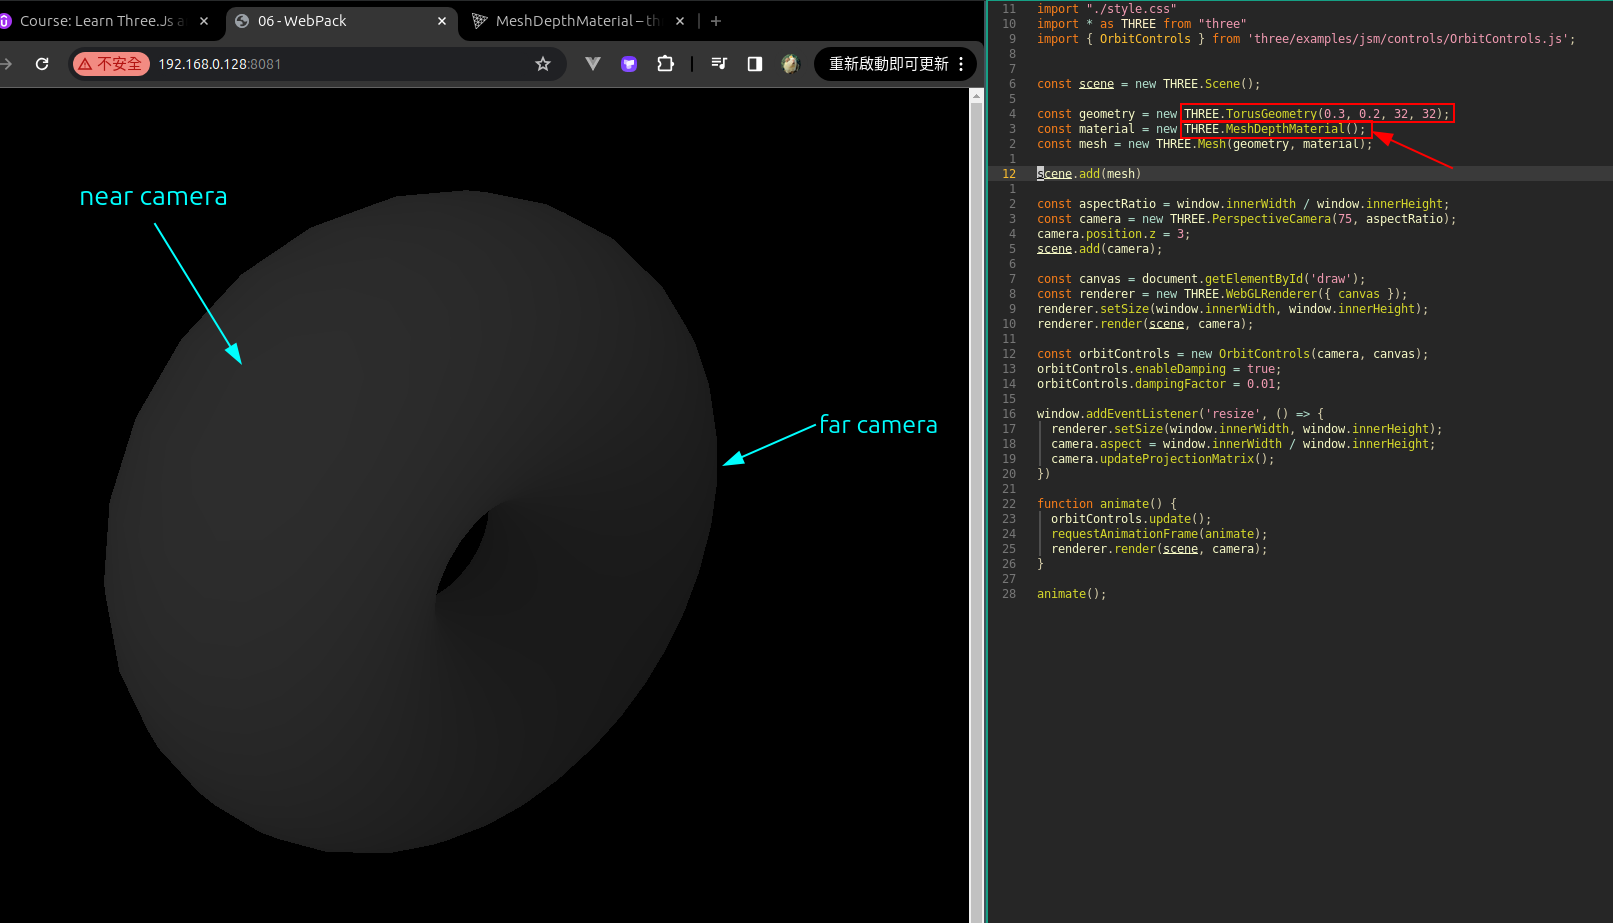 Course: Learn Three.Js a
06 - WebPack
MeshDepthMaterial – th
不安全
192.168.0.128:8081
重新啟動即可更新
near camera
far camera
11 import "./style.css"
10 import * as THREE from "three"
9 import { OrbitControls } from 'three/examples/jsm/controls/OrbitControls.js';
8
7
6 const scene = new THREE.Scene();
5
4 const geometry = new THREE.TorusGeometry(0.3, 0.2, 32, 32);
3 const material = new THREE.MeshDepthMaterial();
2 const mesh = new THREE.Mesh(geometry, material);
1
12 scene.add(mesh)
1
2 const aspectRatio = window.innerWidth / window.innerHeight;
3 const camera = new THREE.PerspectiveCamera(75, aspectRatio);
4 camera.position.z = 3;
5 scene.add(camera);
6
7 const canvas = document.getElementById('draw');
8 const renderer = new THREE.WebGLRenderer({ canvas });
9 renderer.setSize(window.innerWidth, window.innerHeight);
10 renderer.render(scene, camera);
11
12 const orbitControls = new OrbitControls(camera, canvas);
13 orbitControls.enableDamping = true;
14 orbitControls.dampingFactor = 0.01;
15
16 window.addEventListener('resize', () => {
17 renderer.setSize(window.innerWidth, window.innerHeight);
18 camera.aspect = window.innerWidth / window.innerHeight;
19 camera.updateProjectionMatrix();
20 })
21
22 function animate() {
23 orbitControls.update();
24 requestAnimationFrame(animate);
25 renderer.render(scene, camera);
26 }
27
28 animate();